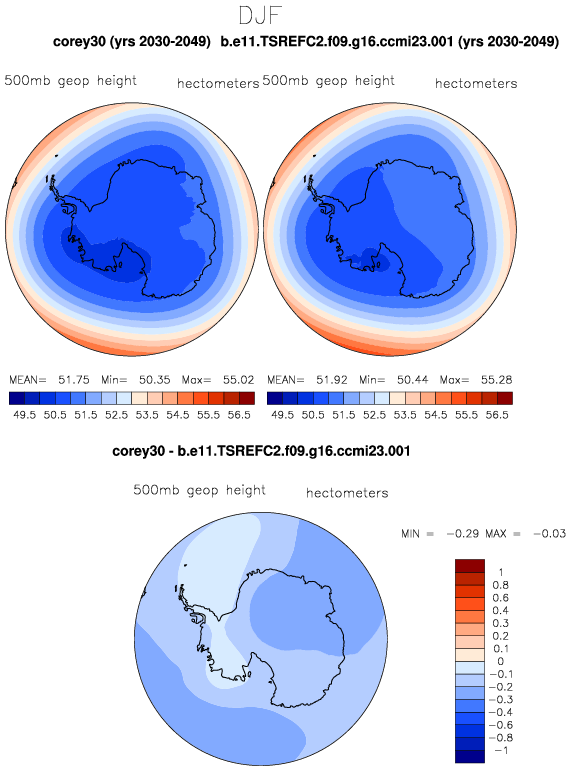 DJF
corey30 (yrs 2030-2049) b.e11.TSREFC2.f09.g16.ccmi23.001 (yrs 2030-2049)
500mb geop height hectometers 500mb geop height hectometers
MEAN= 51.75 Min= 50.35 Max= 55.02 MEAN= 51.92 Min= 50.44 Max= 55.28
49.5 50.5 51.5 52.5 53.5 54.5 55.5 56.5 49.5 50.5 51.5 52.5 53.5 54.5 55.5 56.5
corey30 - b.e11.TSREFC2.f09.g16.ccmi23.001
500mb geop height hectometers
MIN = -0.29 MAX = -0.03
1
0.8
0.6
0.4
0.3
0.2
0.1
0
-0.1
-0.2
-0.3
-0.4
-0.6
-0.8
-1